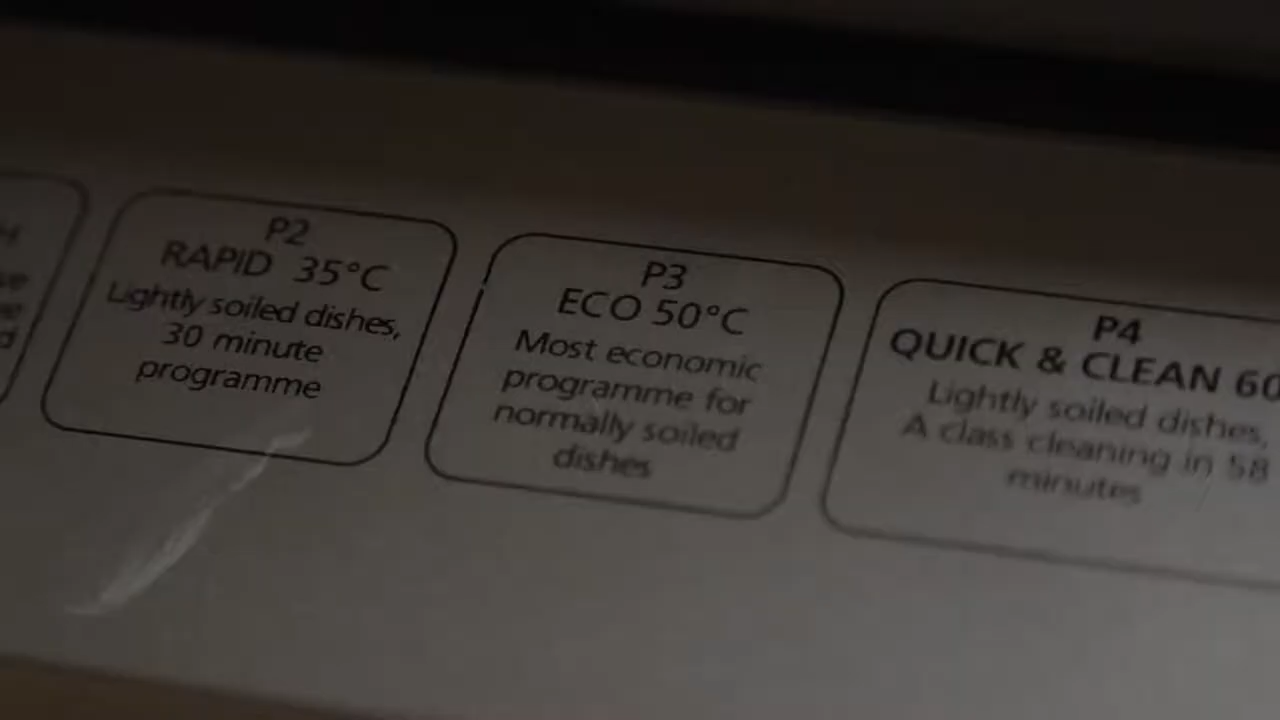 P2
RAPID 35°C
Lightly soiled dishes,
30 minute
programme
P3
ECO 50°C
Most economic
programme for
normally soiled
dishes
P4
QUICK & CLEAN 60
Lightly soiled dishes,
A class cleaning in 58
minutes